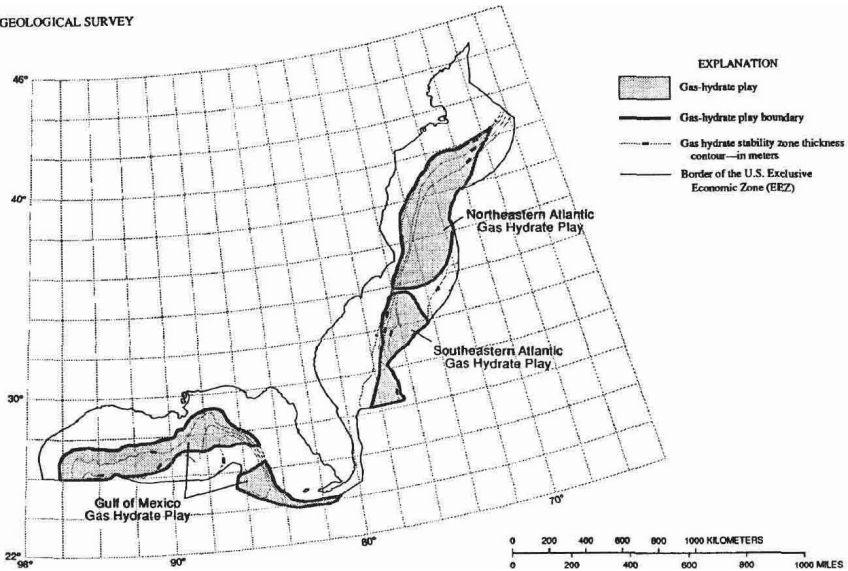 GEOLOGICAL SURVEY
46°
40°
30°
22°
98°
90°
80°
70°
EXPLANATION
Gas-hydrate play
Gas-hydrate play boundary
Gas hydrate stability zone thickness
contour—in meters
Border of the U.S. Exclusive
Economic Zone (EEZ)
Northeastern Atlantic
Gas Hydrate Play
Southeastern Atlantic
Gas Hydrate Play
Gulf of Mexico
Gas Hydrate Play
0 200 400 600 800 1000 KILOMETERS
0 200 400 600 800 1000 MILES